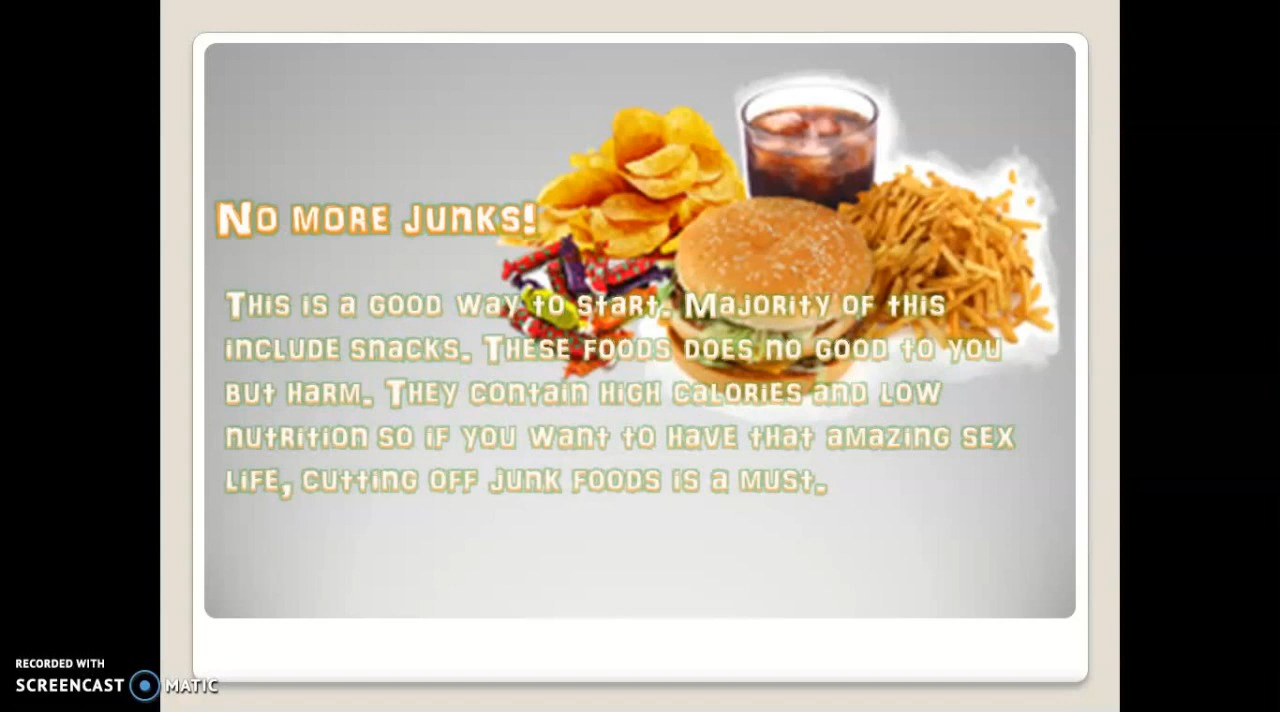 No more junks!
This is a good way to start. Majority of this
include snacks. These foods does no good to you
but harm. They contain high calories and low
nutrition so if you want to have that amazing sex
life, cutting off junk foods is a must.
RECORDED WITH
SCREENCAST MATIC